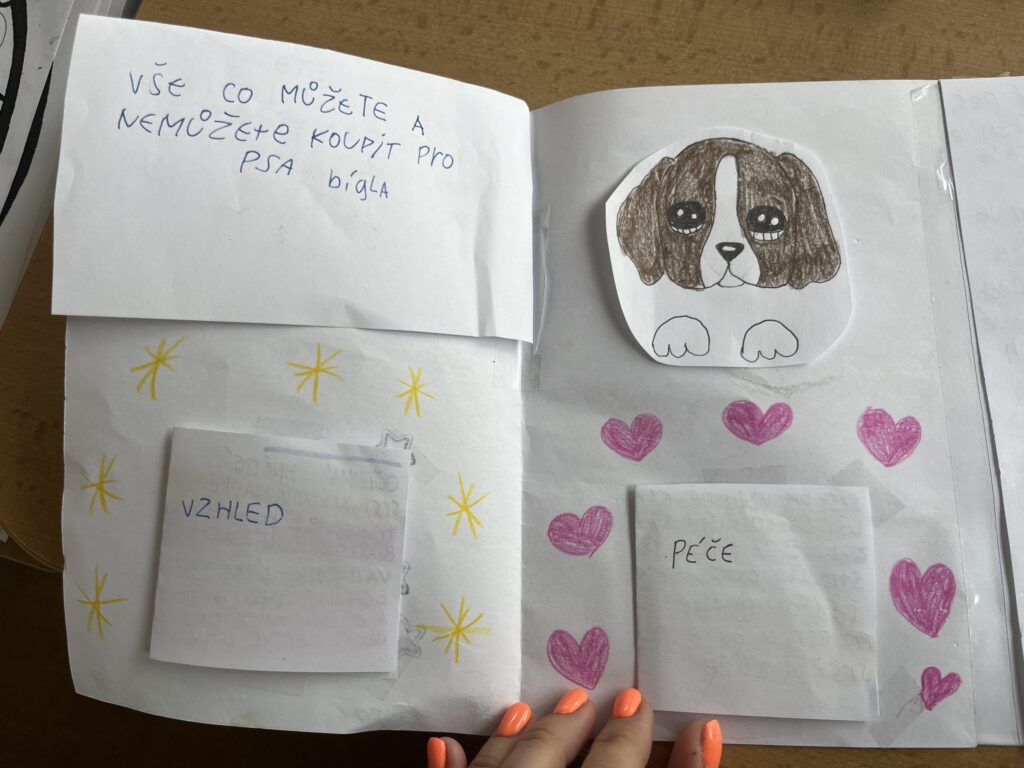 VŠE CO MŮŽETE A
NEMŮŽETE KOUPIT PRO
PSA bígLA
VZHLED
PÉČE